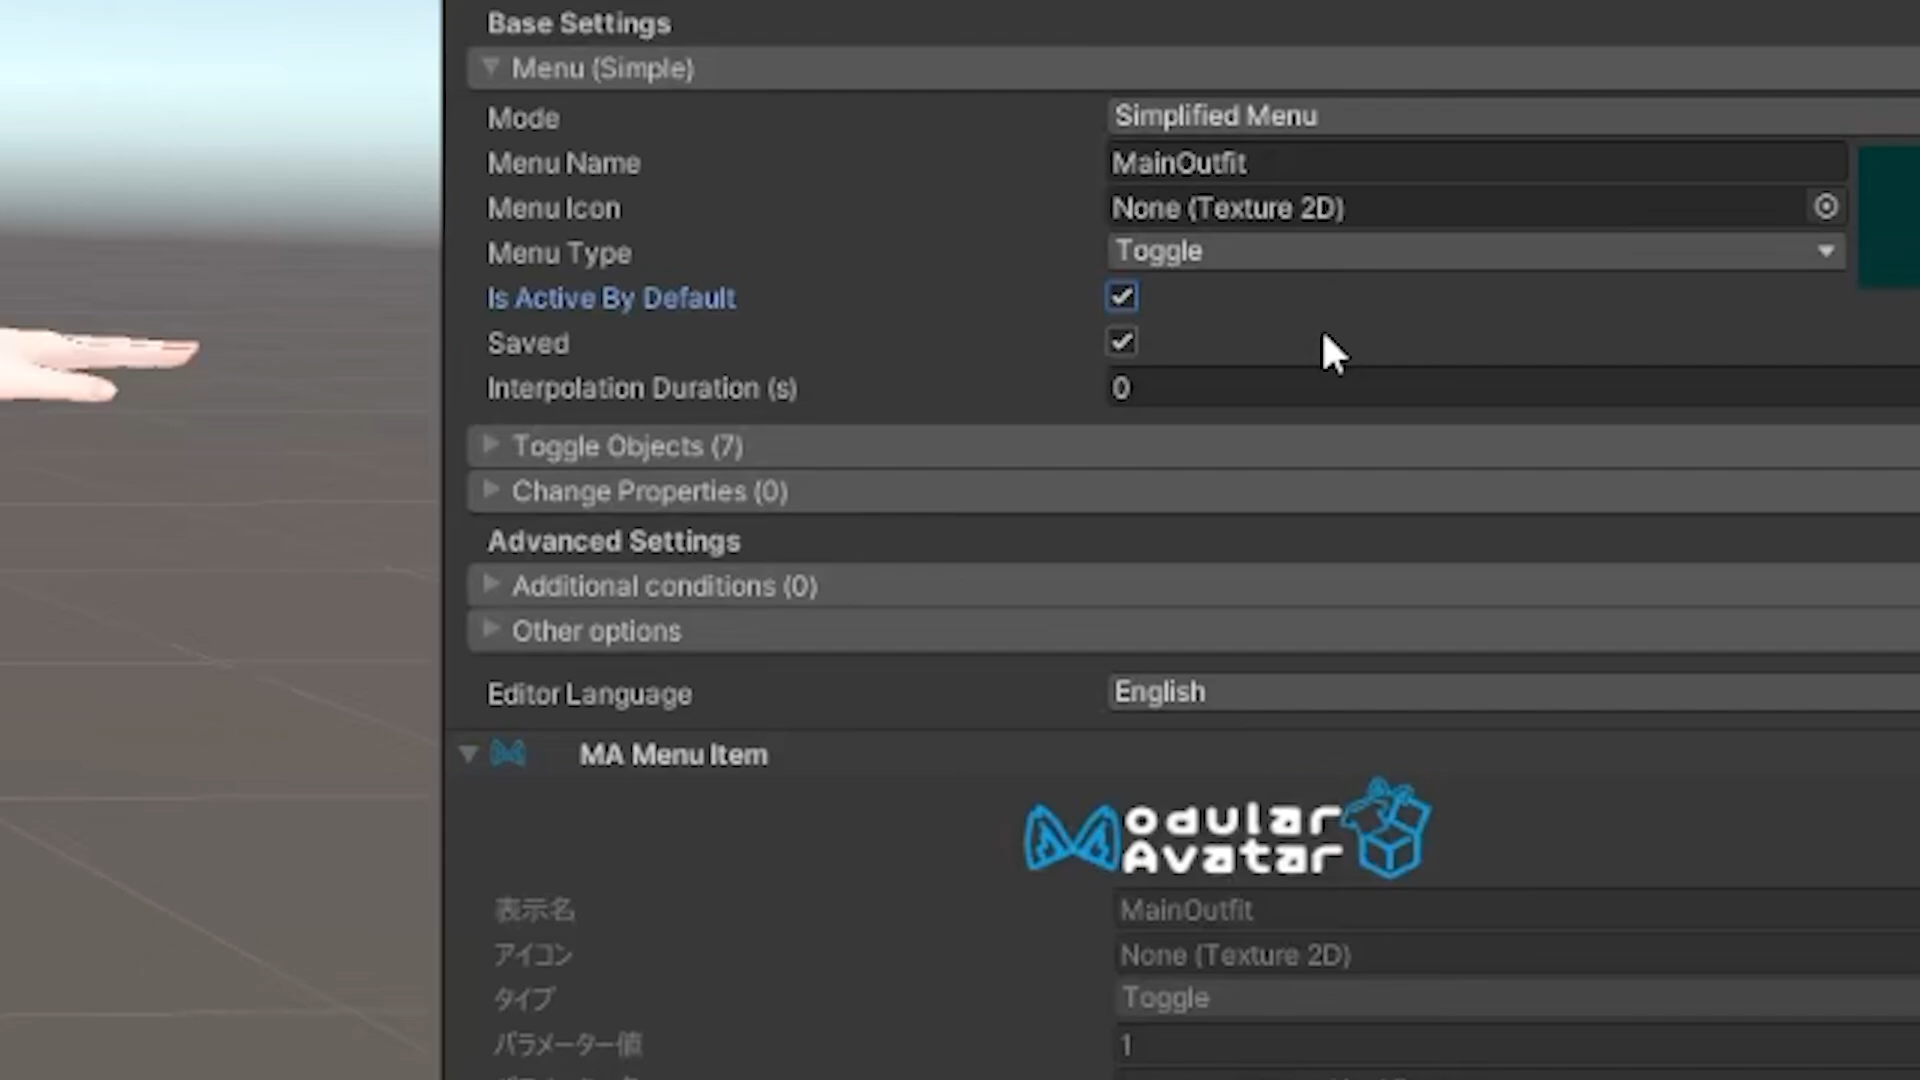 Base Settings
Menu (Simple)
Mode Simplified Menu
Menu Name MainOutfit
Menu Icon None (Texture 2D)
Menu Type Toggle
Is Active By Default
Saved
Interpolation Duration (s) 0
Toggle Objects (7)
Change Properties (0)
Advanced Settings
Additional conditions (0)
Other options
Editor Language English
MA Menu Item
Modular
Avatar
表示名 MainOutfit
アイコン None (Texture 2D)
タイプ Toggle
パラメーター値 1